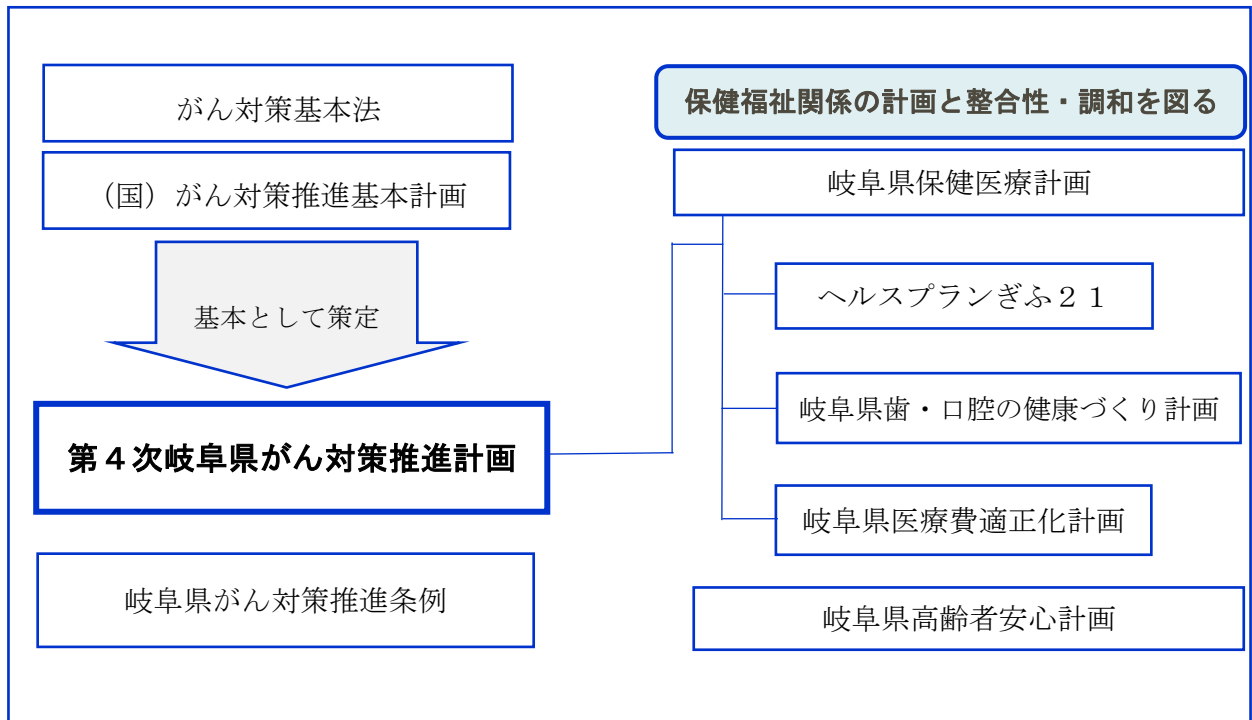 がん対策基本法
（国）がん対策推進基本計画
基本として策定
第４次岐阜県がん対策推進計画
岐阜県がん対策推進条例
保健福祉関係の計画と整合性・調和を図る
岐阜県保健医療計画
ヘルスプランぎふ２１
岐阜県歯・口腔の健康づくり計画
岐阜県医療費適正化計画
岐阜県高齢者安心計画